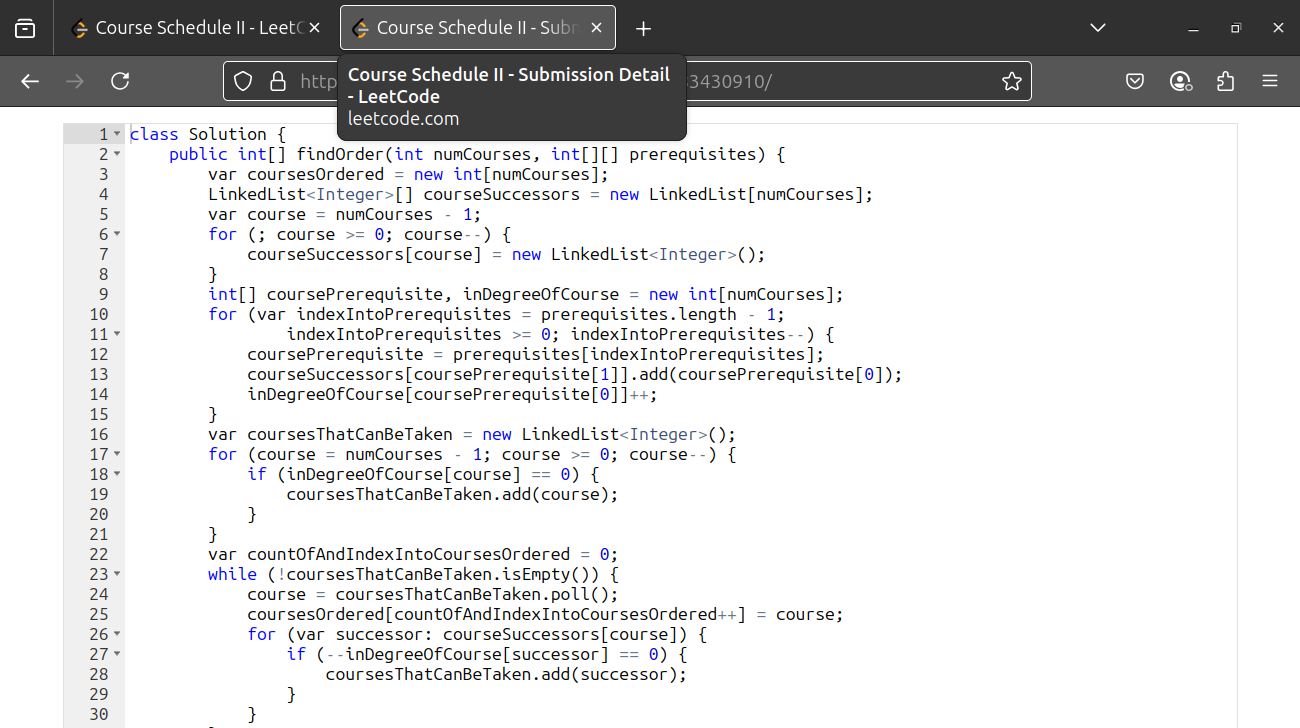 Course Schedule II - LeetC
Course Schedule II - Subm
http
Course Schedule II - Submission Detail
- LeetCode
leetcode.com
3430910/
1 class Solution {
2     public int[] findOrder(int numCourses, int[][] prerequisites) {
3         var coursesOrdered = new int[numCourses];
4         LinkedList<Integer>[] courseSuccessors = new LinkedList[numCourses];
5         var course = numCourses - 1;
6         for (; course >= 0; course--) {
7             courseSuccessors[course] = new LinkedList<Integer>();
8         }
9         int[] coursePrerequisite, inDegreeOfCourse = new int[numCourses];
10         for (var indexIntoPrerequisites = prerequisites.length - 1;
11                 indexIntoPrerequisites >= 0; indexIntoPrerequisites--) {
12             coursePrerequisite = prerequisites[indexIntoPrerequisites];
13             courseSuccessors[coursePrerequisite[1]].add(coursePrerequisite[0]);
14             inDegreeOfCourse[coursePrerequisite[0]]++;
15         }
16         var coursesThatCanBeTaken = new LinkedList<Integer>();
17         for (course = numCourses - 1; course >= 0; course--) {
18             if (inDegreeOfCourse[course] == 0) {
19                 coursesThatCanBeTaken.add(course);
20             }
21         }
22         var countOfAndIndexIntoCoursesOrdered = 0;
23         while (!coursesThatCanBeTaken.isEmpty()) {
24             course = coursesThatCanBeTaken.poll();
25             coursesOrdered[countOfAndIndexIntoCoursesOrdered++] = course;
26             for (var successor: courseSuccessors[course]) {
27                 if (--inDegreeOfCourse[successor] == 0) {
28                     coursesThatCanBeTaken.add(successor);
29                 }
30             }